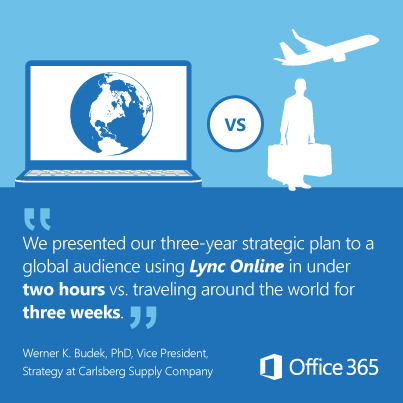 VS
“
We presented our three-year strategic plan to a
global audience using Lync Online in under
two hours vs. traveling around the world for
three weeks. ”
Werner K. Budek, PhD, Vice President,
Strategy at Carlsberg Supply Company
Office 365